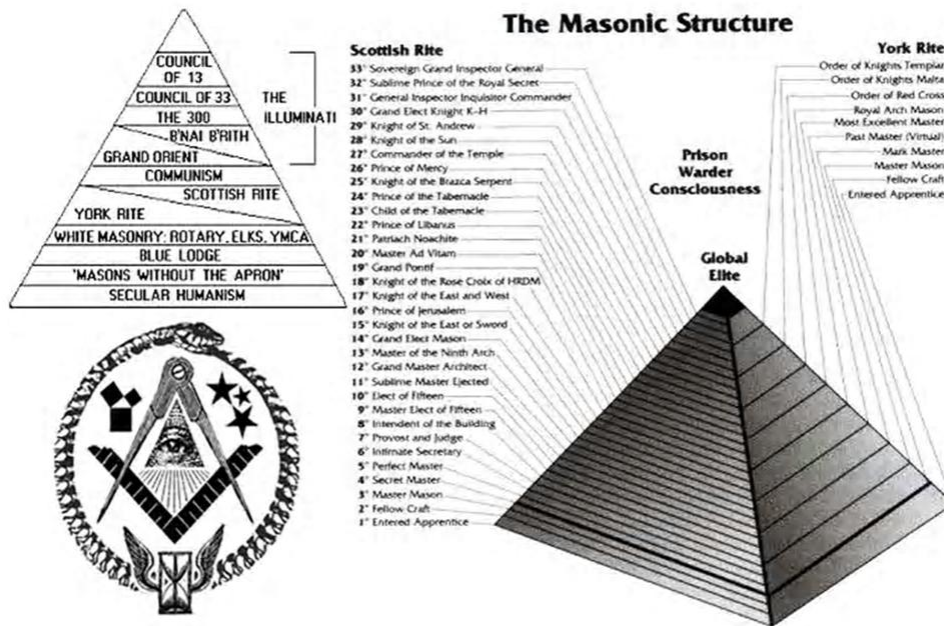 COUNCIL
OF 13
COUNCIL OF 33
THE 300
B'NAI B'RITH
GRAND ORIENT
COMMUNISM
SCOTTISH RITE
YORK RITE
WHITE MASONRY: ROTARY, ELKS, YMCA
BLUE LODGE
'MASONS WITHOUT THE APRON'
SECULAR HUMANISM
THE
ILLUMINATI
The Masonic Structure
Scottish Rite
33° Sovereign Grand Inspector General
32° Sublime Prince of the Royal Secret
31° General Inspector Inquisitor Commander
30° Grand Elect Knight K-H
29° Knight of St. Andrew
28° Knight of the Sun
27° Commander of the Temple
26° Prince of Mercy
25° Knight of the Brazca Serpent
24° Prince of the Tabernacle
23° Child of the Tabernacle
22° Prince of Libanus
21° Patriach Noachite
20° Master Ad Vitam
19° Grand Pontif
18° Knight of the Rose Croix of HRDM
17° Knight of the East and West
16° Prince of Jerusalem
15° Knight of the East or Sword
14° Grand Elect Mason
13° Master of the Ninth Arch
12° Grand Master Architect
11° Sublime Master Ejected
10° Elect of Fifteen
9° Master Elect of Fifteen
8° Intendent of the Building
7° Provost and Judge
6° Intimate Secretary
5° Perfect Master
4° Secret Master
3° Master Mason
2° Fellow Craft
1° Entered Apprentice
Prison
Warder
Consciousness
Global
Elite
York Rite
Order of Knights Templar
Order of Knights Malta
Order of Red Cross
Royal Arch Mason
Most Excellent Master
Past Master (Virtual)
Mark Master
Master Mason
Fellow Craft
Entered Apprentice